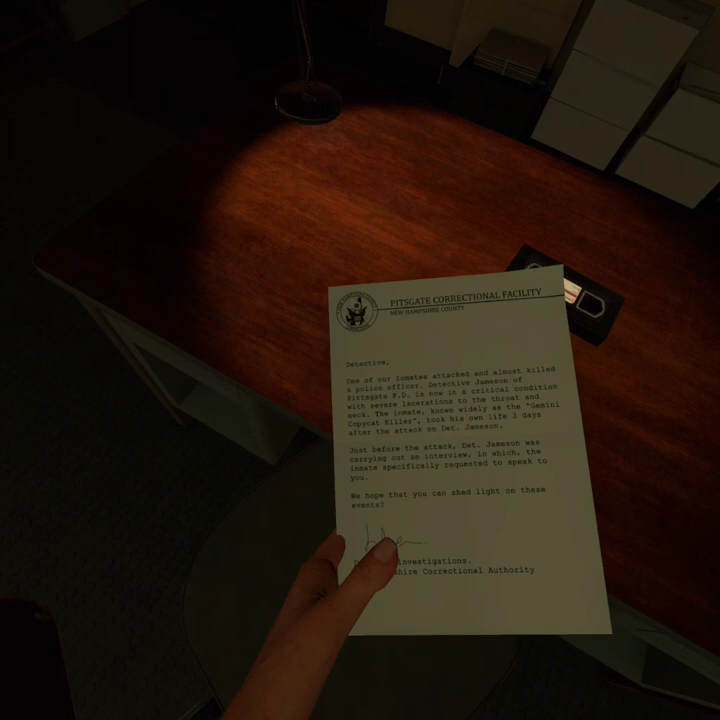 PITSGATE CORRECTIONAL FACILITY
NEW HAMPSHIRE COUNTY
Detective,
One of our inmates attacked and almost killed
a police officer. Detective Jameson of
Pittsgate P.D. is now in a critical condition
with severe lacerations to the throat and
neck. The inmate, known widely as the "Gemini
Copycat Killer", took his own life 3 days
after the attack on Det. Jameson.
Just before the attack, Det. Jameson was
carrying out an interview, in which, the
inmate specifically requested to speak to
you.
We hope that you can shed light on these
events?
investigations.
Correctional Authority